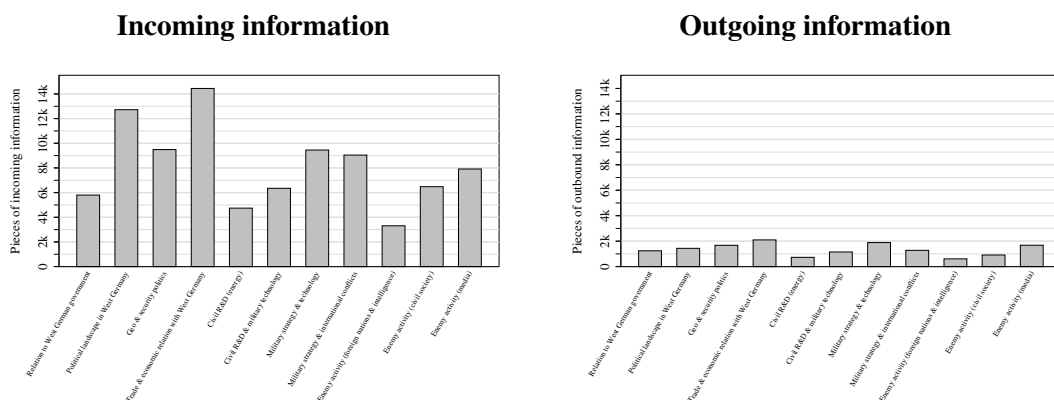 Incoming information
Pieces of incoming information
0
2k
4k
6k
8k
10k
12k
14k
Relation to West German government
Political landscape in West Germany
Geo & security politics
Trade & economic relation with West Germany
Civil R&D (energy)
Civil R&D & military technology
Military strategy & technology
Military strategy & international conflicts
Enemy activity (foreign nations & intelligence)
Enemy activity (civil society)
Enemy activity (media)
Outgoing information
Pieces of outbound information
0
2k
4k
6k
8k
10k
12k
14k
Relation to West German government
Political landscape in West Germany
Geo & security politics
Trade & economic relation with West Germany
Civil R&D (energy)
Civil R&D & military technology
Military strategy & technology
Military strategy & international conflicts
Enemy activity (foreign nations & intelligence)
Enemy activity (civil society)
Enemy activity (media)